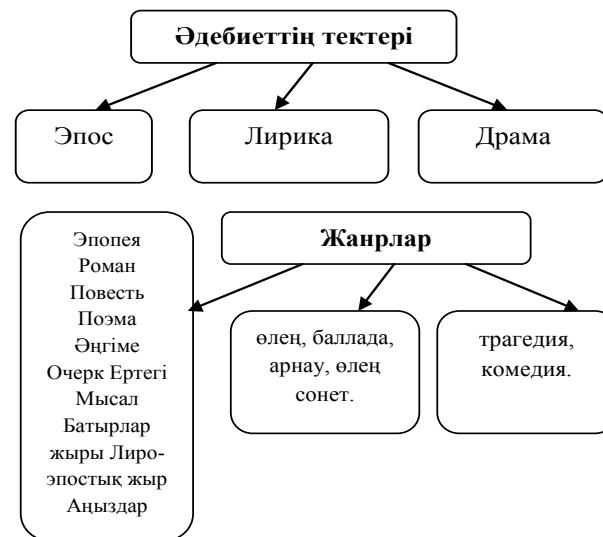 Әдебиеттің тектері
Эпос
Лирика
Драма
Жанрлар
Эпопея
Роман
Повесть
Поэма
Әңгіме
Очерк Ертегі
Мысал
Батырлар
жыры Лиро-
эпостық жыр
Аңыздар
өлең, баллада,
арнау, өлең
сонет.
трагедия,
комедия.